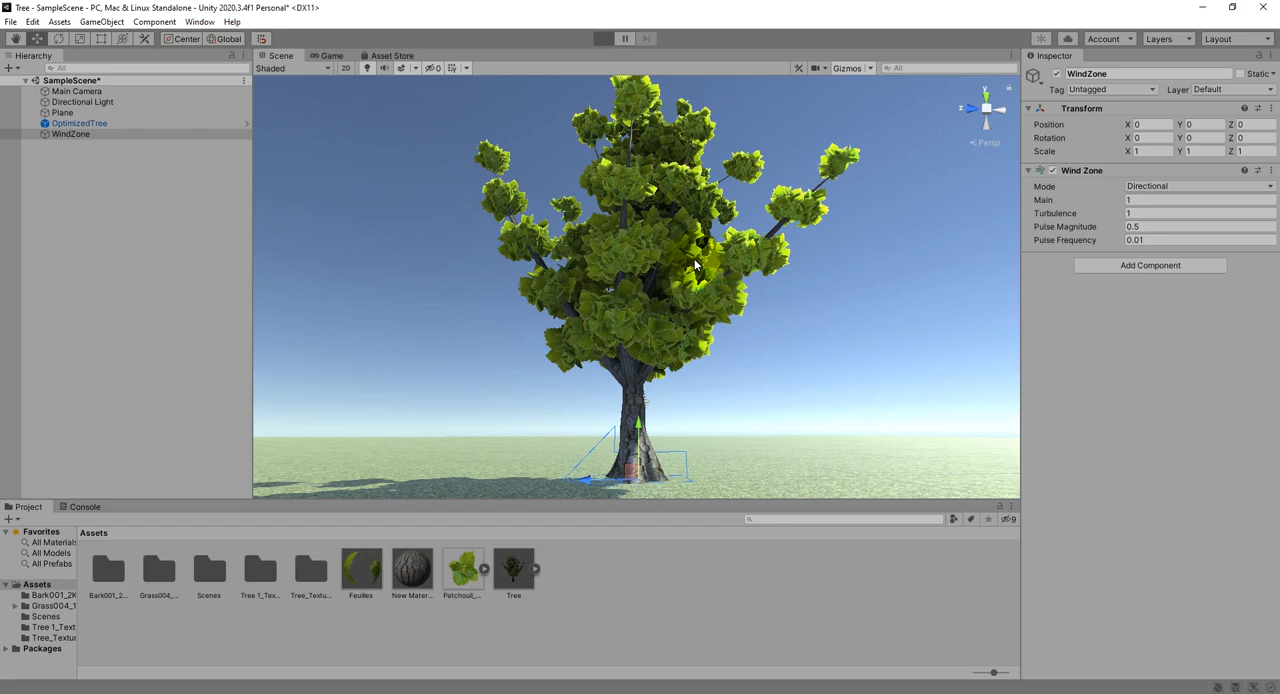 Tree - SampleScene - PC, Mac & Linux Standalone - Unity 2020.3.4f1 Personal* <DX11>
File Edit Assets GameObject Component Window Help
Center Global Account Layers Layout
Hierarchy
All
SampleScene*
Main Camera
Directional Light
Plane
OptimizedTree
WindZone
Scene Game Asset Store
Shaded 2D 0 Gizmos All
y
z
Persp
Inspector
WindZone Static
Tag Untagged Layer Default
Transform
Position X 0 Y 0 Z 0
Rotation X 0 Y 0 Z 0
Scale X 1 Y 1 Z 1
Wind Zone
Mode Directional
Main 1
Turbulence 1
Pulse Magnitude 0.5
Pulse Frequency 0.01
Add Component
Project Console
9
Favorites
All Materials
All Models
All Prefabs
Assets
Bark001_2K
Grass004_1
Scenes
Tree 1_Text
Tree_Textur
Packages
Assets
Bark001_2... Grass004_... Scenes Tree 1_Tex... Tree_Textu... Feuilles New Mater... Patchouli_... Tree